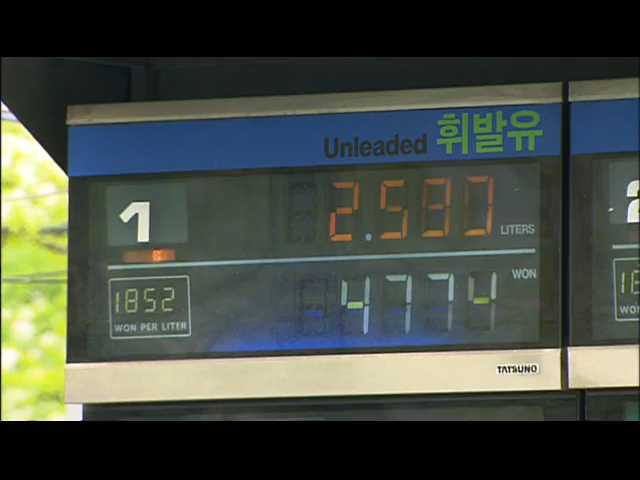 Unleaded 휘발유
1
2.580 LITERS
1852
WON PER LITER
4774 WON
TATSUNO
2